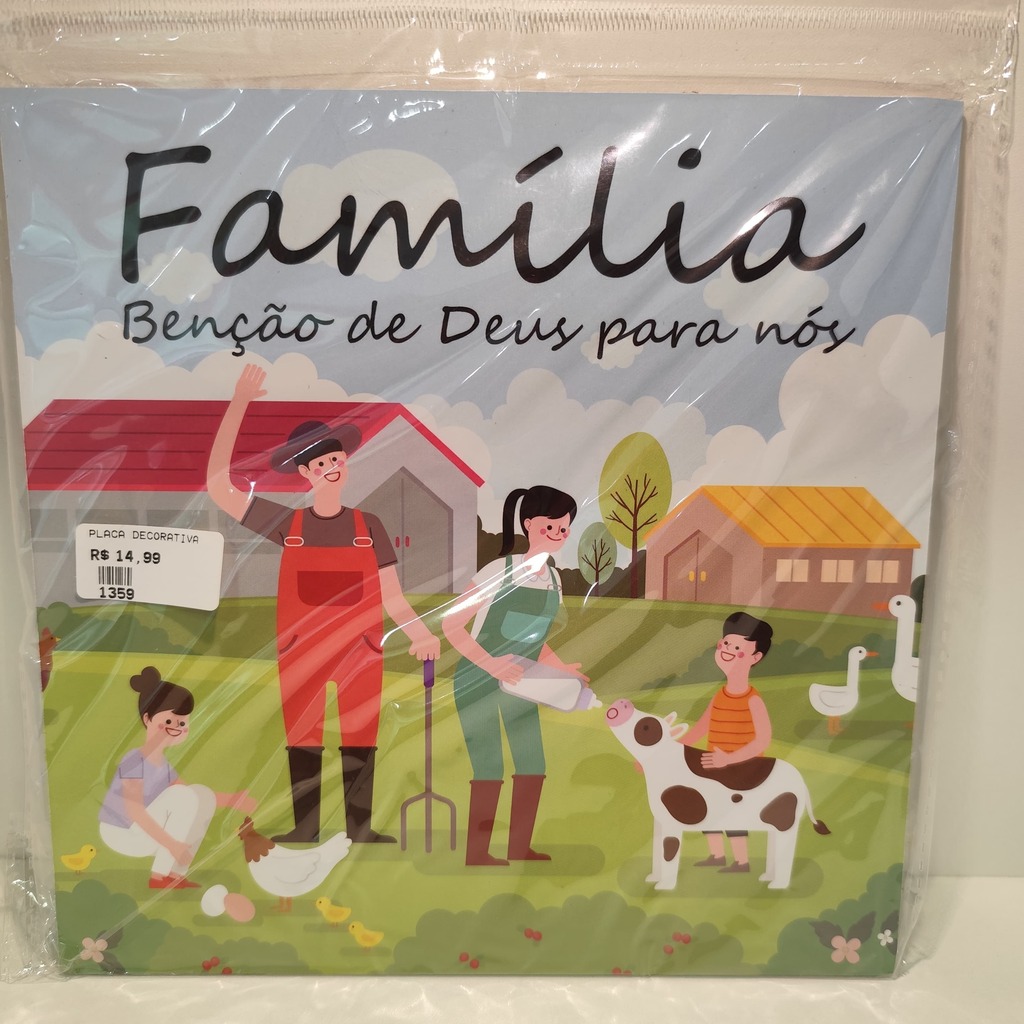 Família
Benção de Deus para nós
PLACA DECORATIVA
R$ 14,99
1359